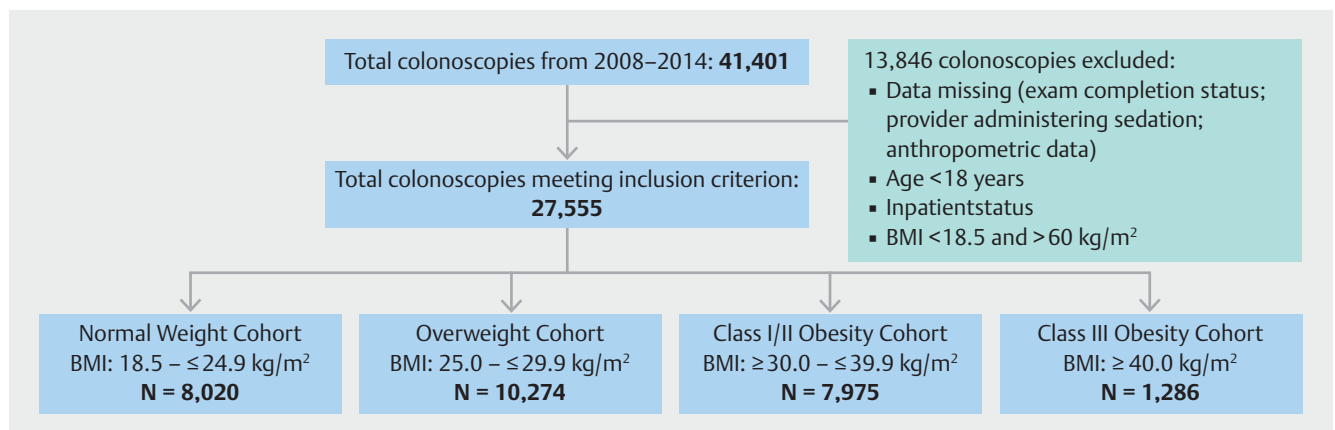 Total colonoscopies from 2008–2014: 41,401
13,846 colonoscopies excluded:
▪ Data missing (exam completion status;
provider administering sedation;
anthropometric data)
▪ Age <18 years
▪ Inpatientstatus
▪ BMI <18.5 and >60 kg/m²
Total colonoscopies meeting inclusion criterion:
27,555
Normal Weight Cohort
BMI: 18.5 – ≤24.9 kg/m²
N = 8,020
Overweight Cohort
BMI: 25.0 – ≤29.9 kg/m²
N = 10,274
Class I/II Obesity Cohort
BMI: ≥30.0 – ≤39.9 kg/m²
N = 7,975
Class III Obesity Cohort
BMI: ≥40.0 kg/m²
N = 1,286